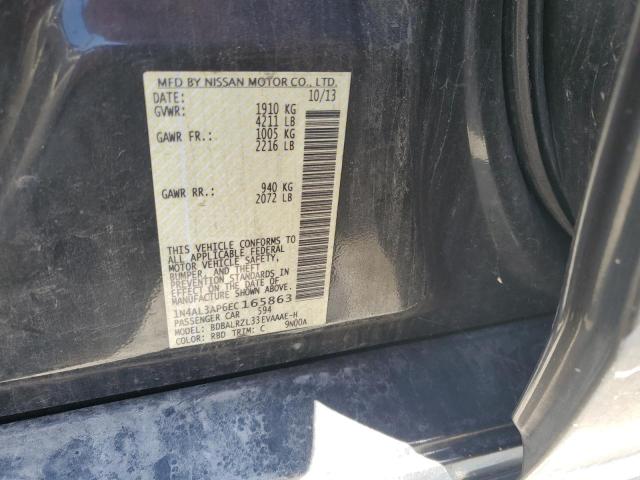 MFD BY NISSAN MOTOR CO., LTD.
DATE: 10/13
GVWR: 1910 KG
4211 LB
GAWR FR.: 1005 KG
2216 LB
GAWR RR.: 940 KG
2072 LB
THIS VEHICLE CONFORMS TO
ALL APPLICABLE FEDERAL
MOTOR VEHICLE SAFETY,
BUMPER, AND THEFT
PREVENTION STANDARDS IN
EFFECT ON THE DATE OF
MANUFACTURE SHOWN ABOVE.
1N4AL3AP6EC165863
PASSENGER CAR 594
MODEL: BDBALRZL33EVAAAE-H
COLOR: RBD TRIM: C 9N00A